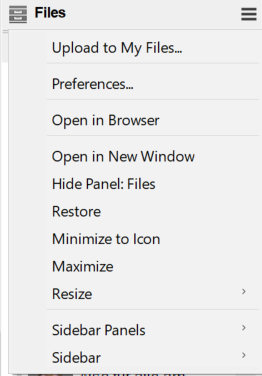 Files
Upload to My Files...
Preferences...
Open in Browser
Open in New Window
Hide Panel: Files
Restore
Minimize to Icon
Maximize
Resize
Sidebar Panels
Sidebar